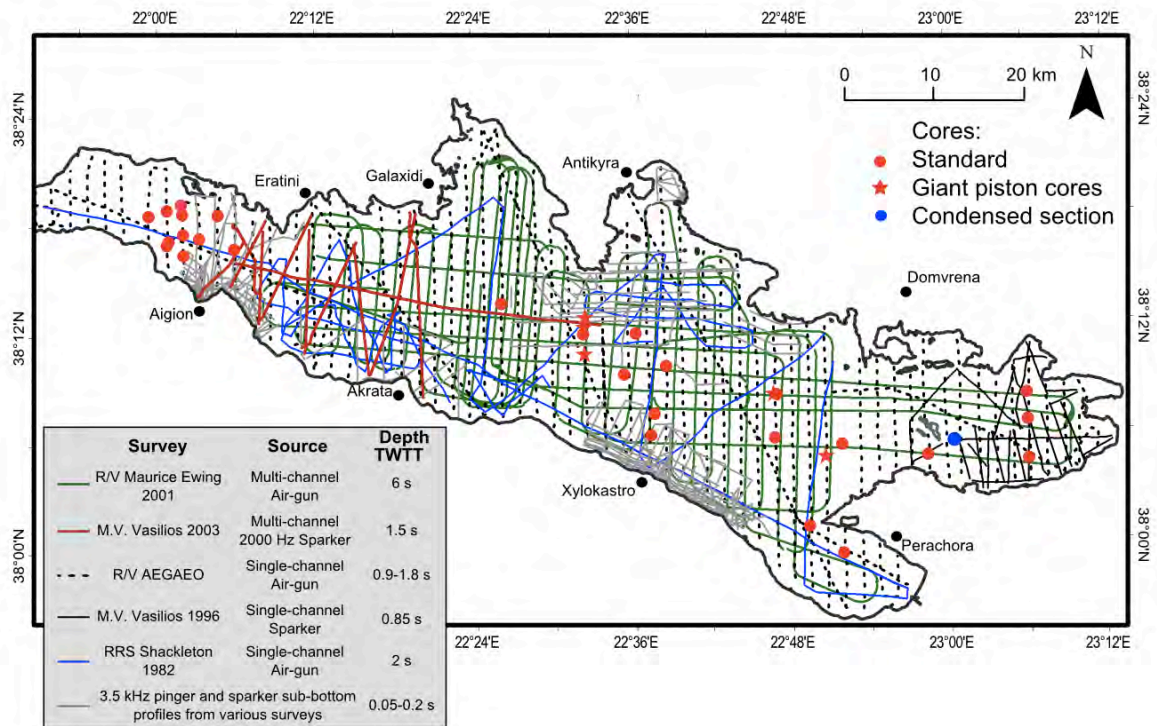 22°00'E 22°12'E 22°24'E 22°36'E 22°48'E 23°00'E 23°12'E
N
0 10 20 km
38°24'N
38°24'N
Cores:
Standard
Giant piston cores
Condensed section
Antikyra
Galaxidi
Eratini
Domvrena
Aigion
38°12'N
38°12'N
Akrata
Xylokastro
Perachora
38°00'N
38°00'N
Survey Source Depth
TWTT
R/V Maurice Ewing
2001
Multi-channel
Air-gun
6 s
M.V. Vasilios 2003
Multi-channel
2000 Hz Sparker
1.5 s
R/V AEGAEO
Single-channel
Air-gun
0.9-1.8 s
M.V. Vasilios 1996
Single-channel
Sparker
0.85 s
RRS Shackleton
1982
Single-channel
Air-gun
2 s
3.5 kHz pinger and sparker sub-bottom
profiles from various surveys
0.05-0.2 s
22°24'E 22°36'E 22°48'E 23°00'E 23°12'E